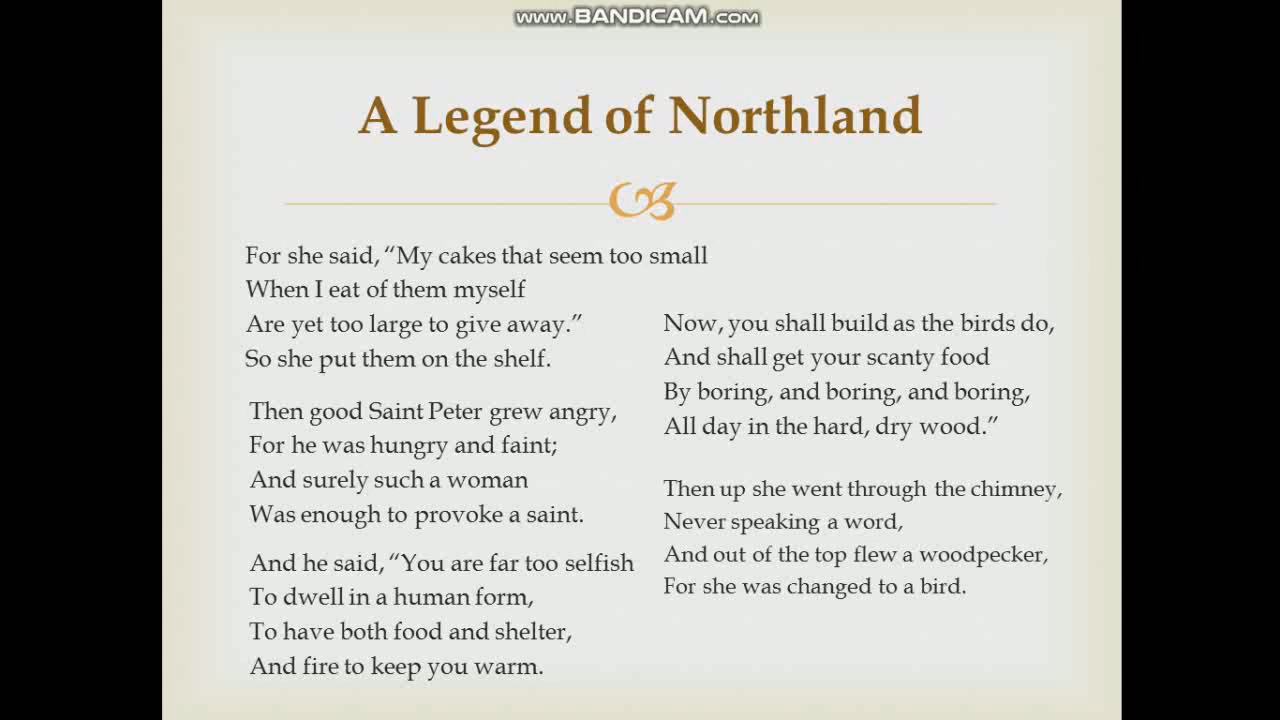 www.BANDICAM.com
A Legend of Northland
For she said, “My cakes that seem too small
When I eat of them myself
Are yet too large to give away.”
So she put them on the shelf.
Then good Saint Peter grew angry,
For he was hungry and faint;
And surely such a woman
Was enough to provoke a saint.
And he said, “You are far too selfish
To dwell in a human form,
To have both food and shelter,
And fire to keep you warm.
Now, you shall build as the birds do,
And shall get your scanty food
By boring, and boring, and boring,
All day in the hard, dry wood.”
Then up she went through the chimney,
Never speaking a word,
And out of the top flew a woodpecker,
For she was changed to a bird.